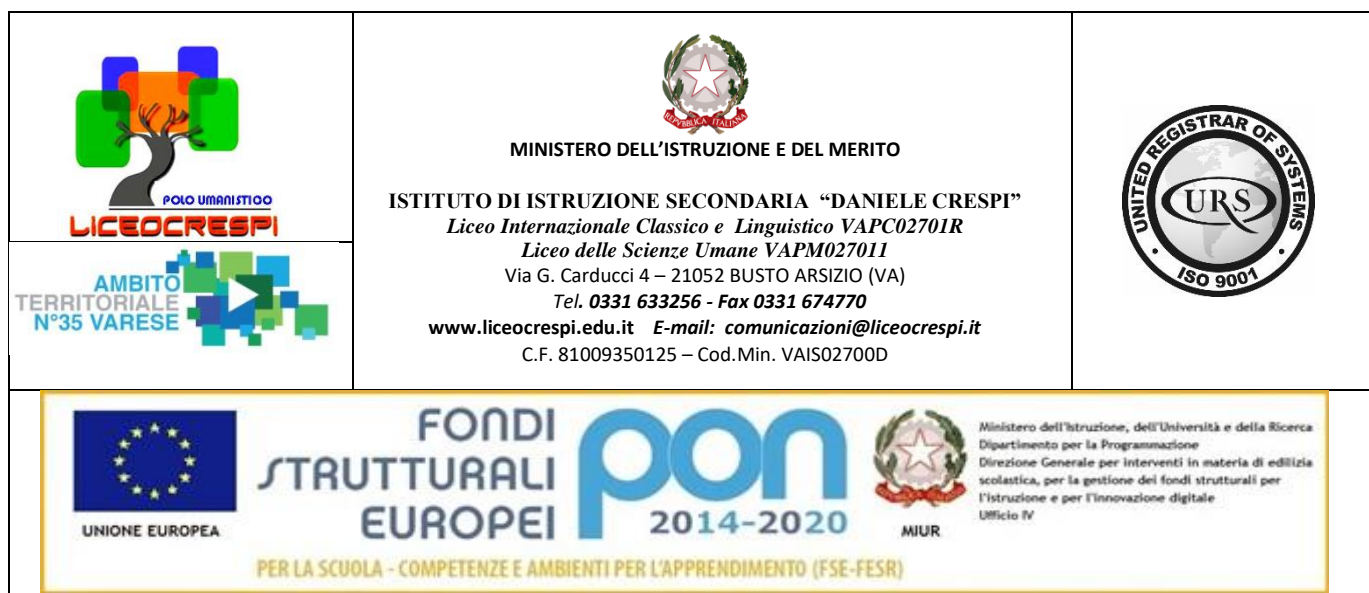 POLO UMANISTICO
LICEOCRESPI
AMBITO
TERRITORIALE
N°35 VARESE
REPVBBLICA ITALIANA
MINISTERO DELL'ISTRUZIONE E DEL MERITO
ISTITUTO DI ISTRUZIONE SECONDARIA “DANIELE CRESPI”
Liceo Internazionale Classico e Linguistico VAPC02701R
Liceo delle Scienze Umane VAPM027011
Via G. Carducci 4 – 21052 BUSTO ARSIZIO (VA)
Tel. 0331 633256 - Fax 0331 674770
www.liceocrespi.edu.it E-mail: comunicazioni@liceocrespi.it
C.F. 81009350125 – Cod.Min. VAIS02700D
UNITED REGISTRAR OF SYSTEMS
URS
ISO 9001
UNIONE EUROPEA
FONDI
STRUTTURALI
EUROPEI
pon
2014-2020
MIUR
Ministero dell'Istruzione, dell'Università e della Ricerca
Dipartimento per la Programmazione
Direzione Generale per interventi in materia di edilizia
scolastica, per la gestione dei fondi strutturali per
l'istruzione e per l'innovazione digitale
Ufficio IV
PER LA SCUOLA - COMPETENZE E AMBIENTI PER L'APPRENDIMENTO (FSE-FESR)